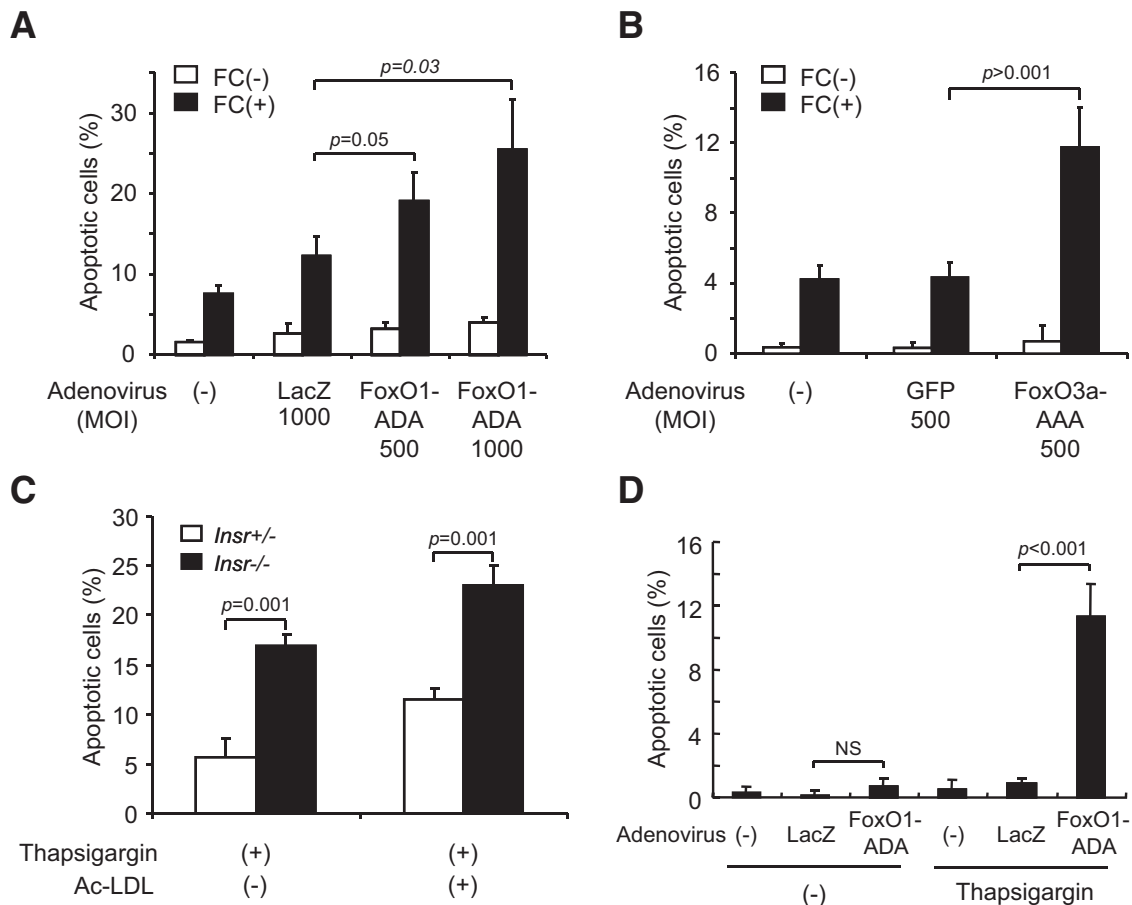 A
FC(-)
FC(+)
p=0.03
p=0.05
Apoptotic cells (%)
30
20
10
0
Adenovirus (-) LacZ FoxO1- FoxO1-
(MOI) 1000 ADA ADA
500 1000
B
FC(-)
FC(+)
p>0.001
Apoptotic cells (%)
16
12
8
4
0
Adenovirus (-) GFP FoxO3a-
(MOI) 500 AAA
500
C
Insr+/-
Insr-/-
p=0.001
p=0.001
Apoptotic cells (%)
30
25
20
15
10
5
0
Thapsigargin (+) (+)
Ac-LDL (-) (+)
D
p<0.001
NS
Apoptotic cells (%)
16
12
8
4
0
Adenovirus (-) LacZ FoxO1- (-) LacZ FoxO1-
ADA ADA
(-) Thapsigargin